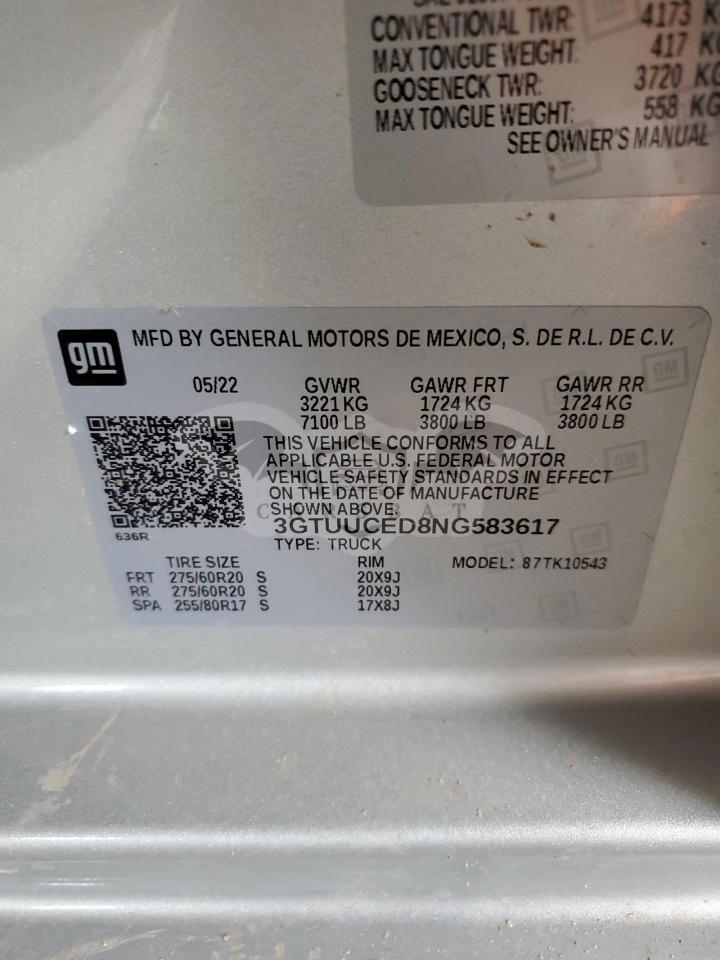 CONVENTIONAL TWR: 4173 K
MAX TONGUE WEIGHT: 417 KG
GOOSENECK TWR: 3720 KG
MAX TONGUE WEIGHT: 558 KG
SEE OWNER'S MANUAL
gm MFD BY GENERAL MOTORS DE MEXICO, S. DE R.L. DE C.V.
05/22 GVWR GAWR FRT GAWR RR
3221 KG 1724 KG 1724 KG
7100 LB 3800 LB 3800 LB
THIS VEHICLE CONFORMS TO ALL
APPLICABLE U.S. FEDERAL MOTOR
VEHICLE SAFETY STANDARDS IN EFFECT
ON THE DATE OF MANUFACTURE
SHOWN ABOVE.
3GTUUCED8NG583617
636R
TYPE: TRUCK
TIRE SIZE RIM MODEL: 87TK10543
FRT 275/60R20 S 20X9J
RR 275/60R20 S 20X9J
SPA 255/80R17 S 17X8J